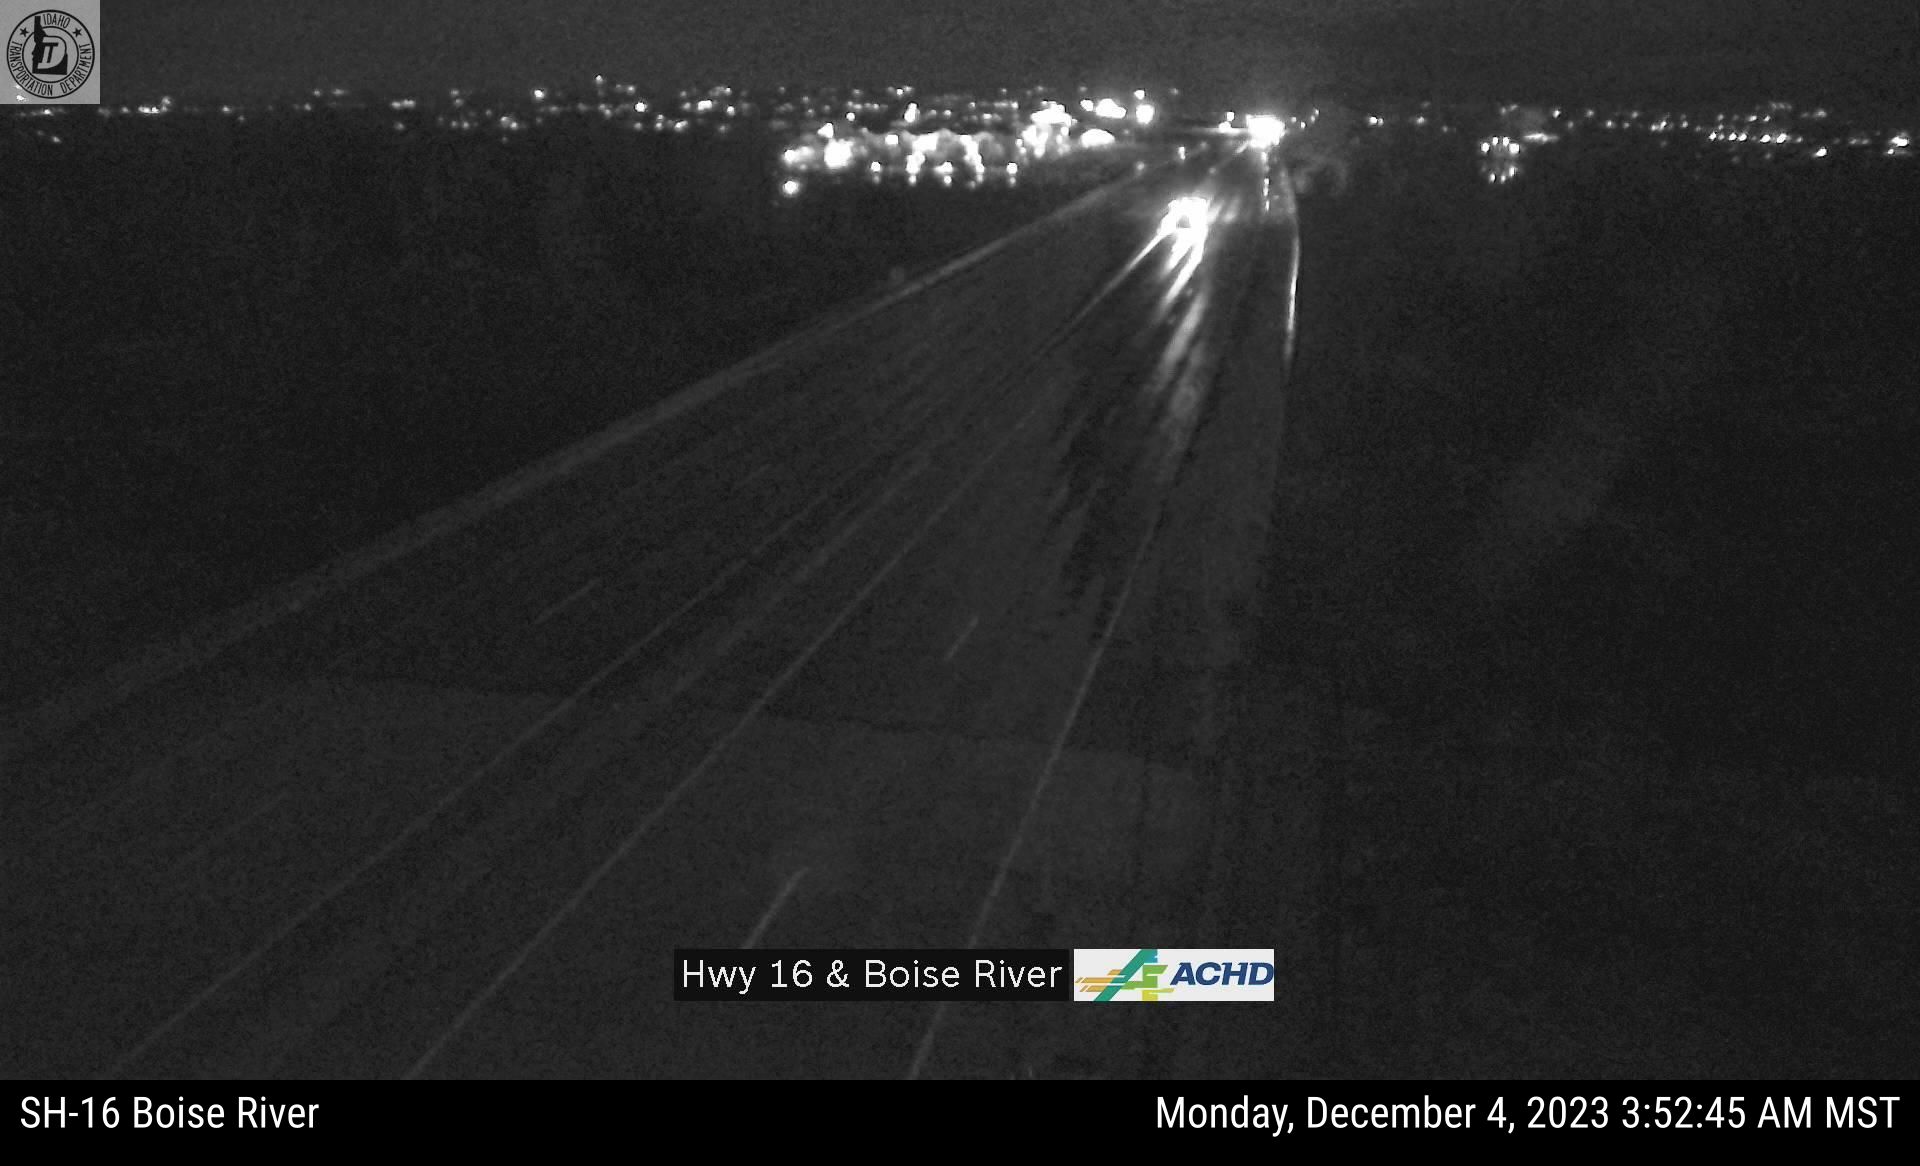 IDAHO
TRANSPORTATION DEPARTMENT
T
Hwy 16 & Boise River
ACHD
SH-16 Boise River
Monday, December 4, 2023 3:52:45 AM MST